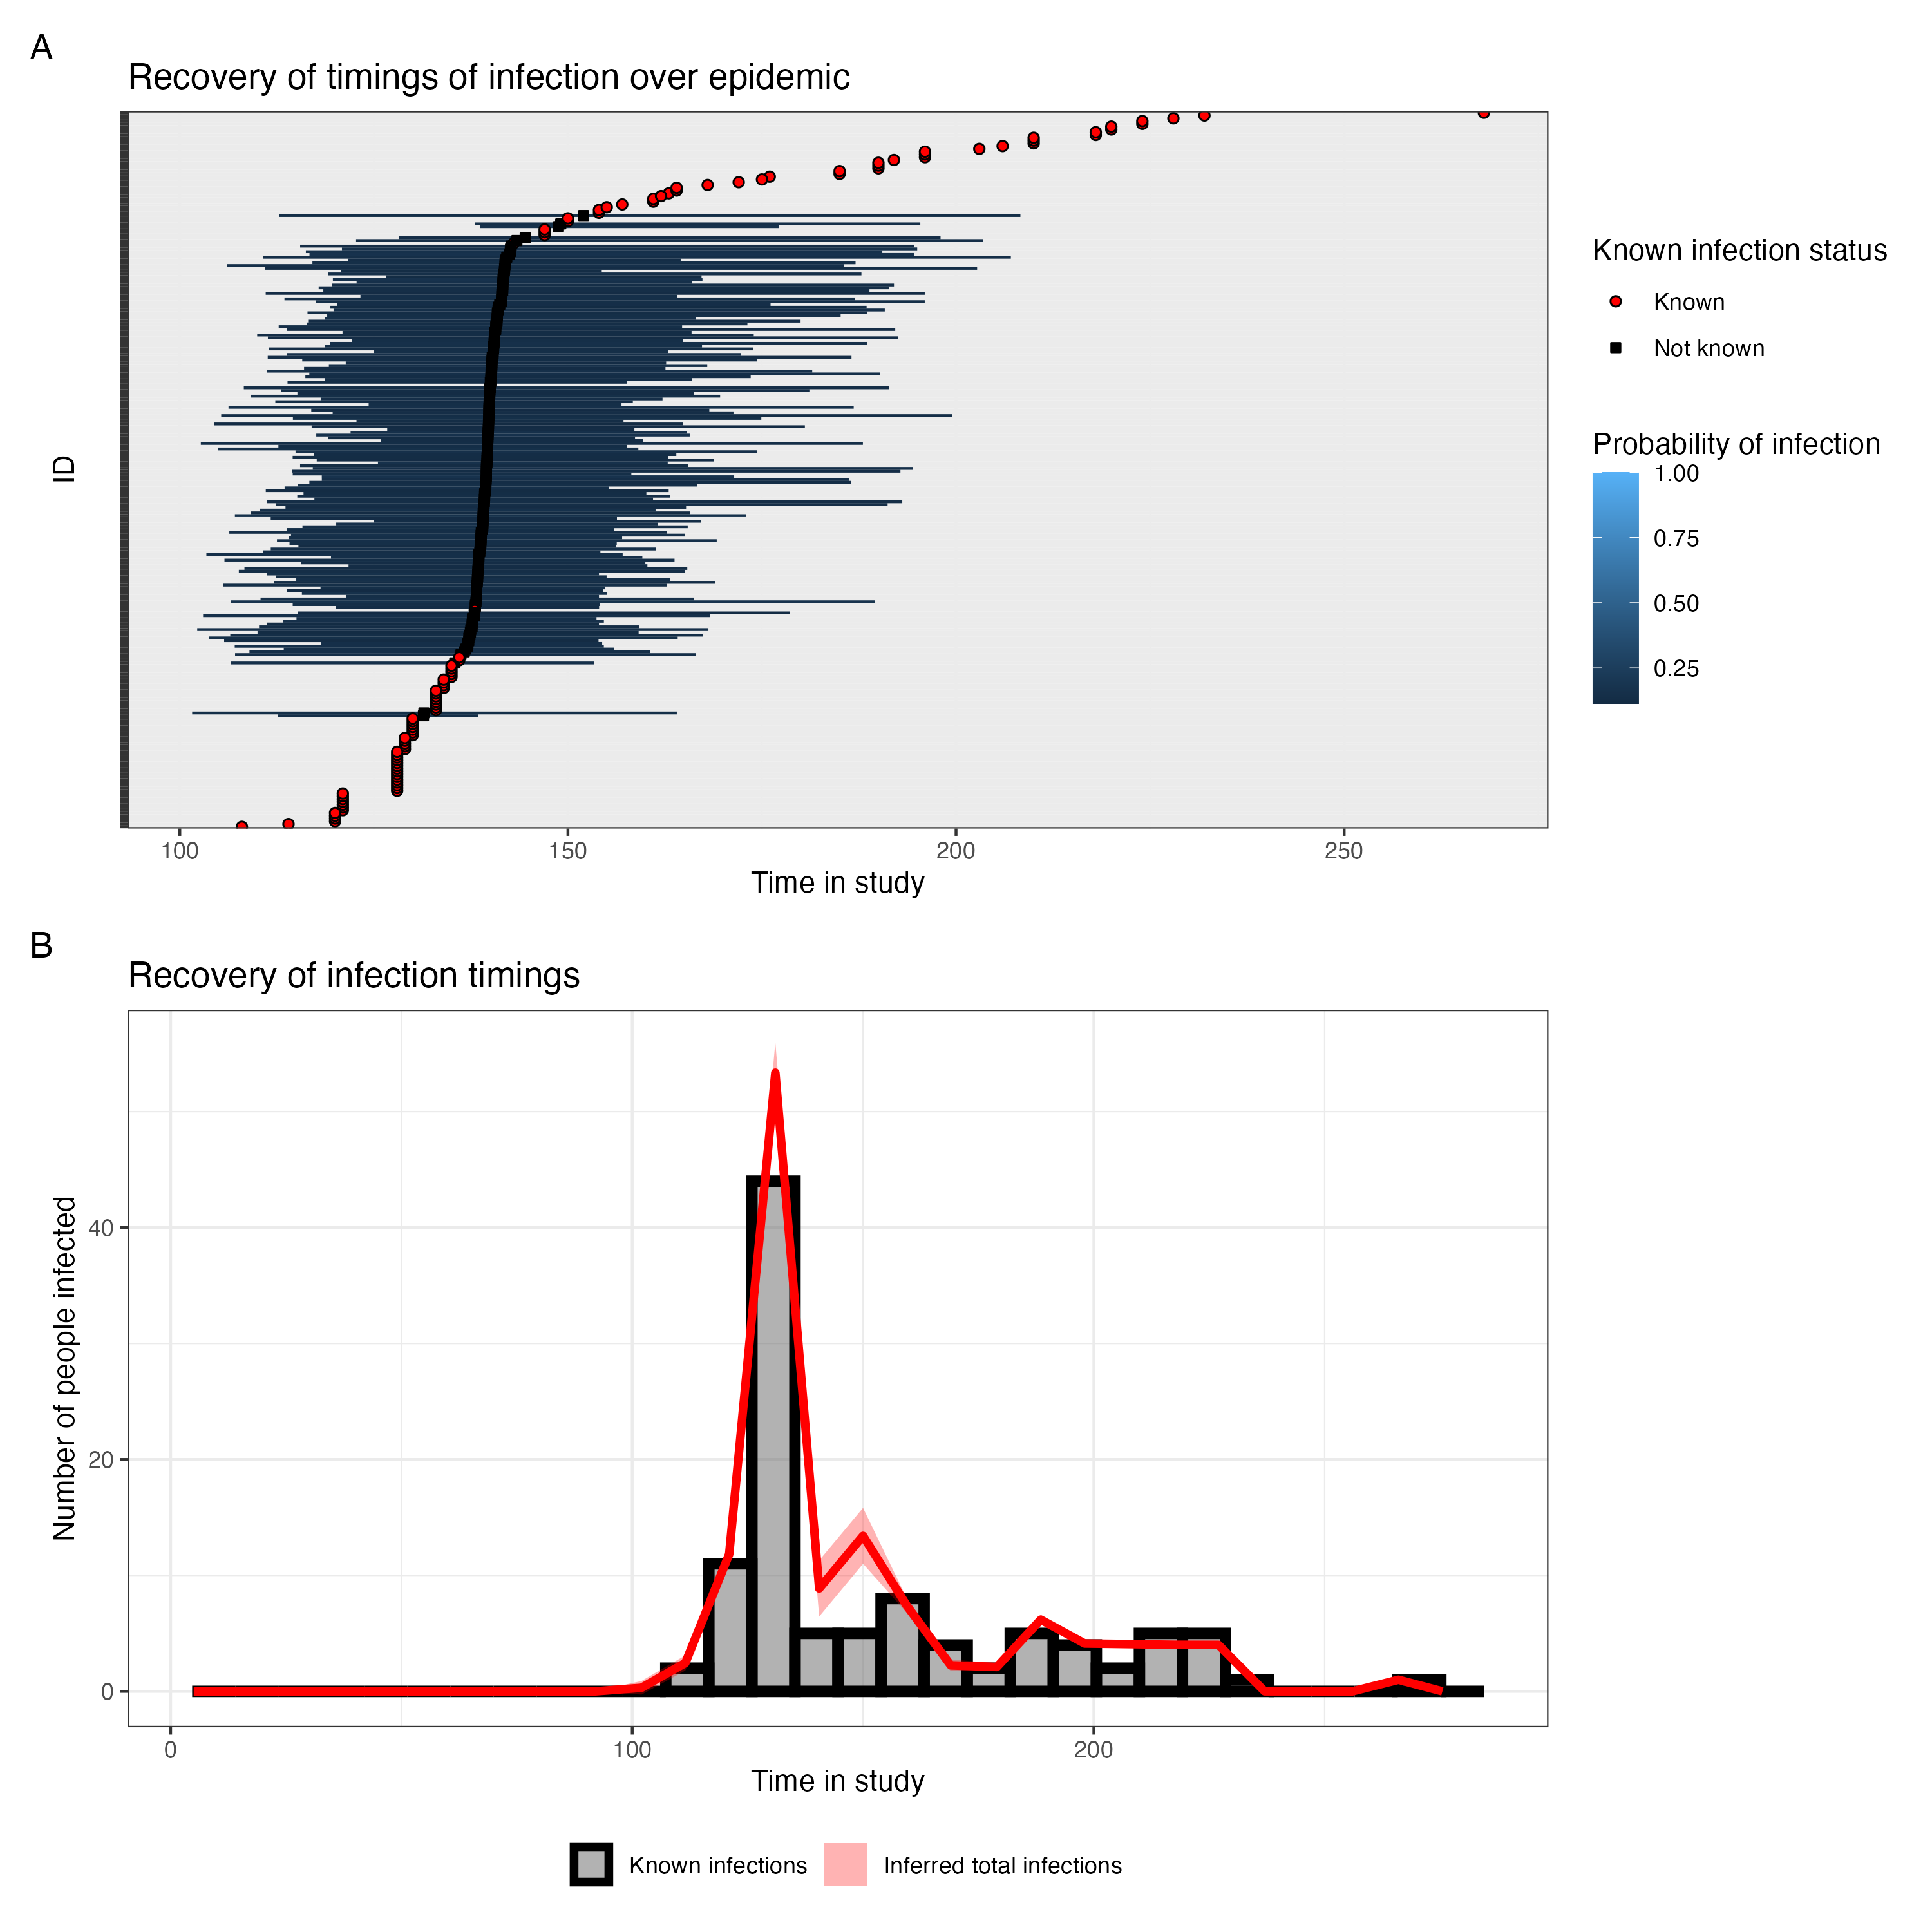 A
Recovery of timings of infection over epidemic
ID
100
150
200
250
Time in study
Known infection status
Known
Not known
Probability of infection
1.00
0.75
0.50
0.25
B
Recovery of infection timings
Number of people infected
40
20
0
0
100
200
Time in study
Known infections
Inferred total infections